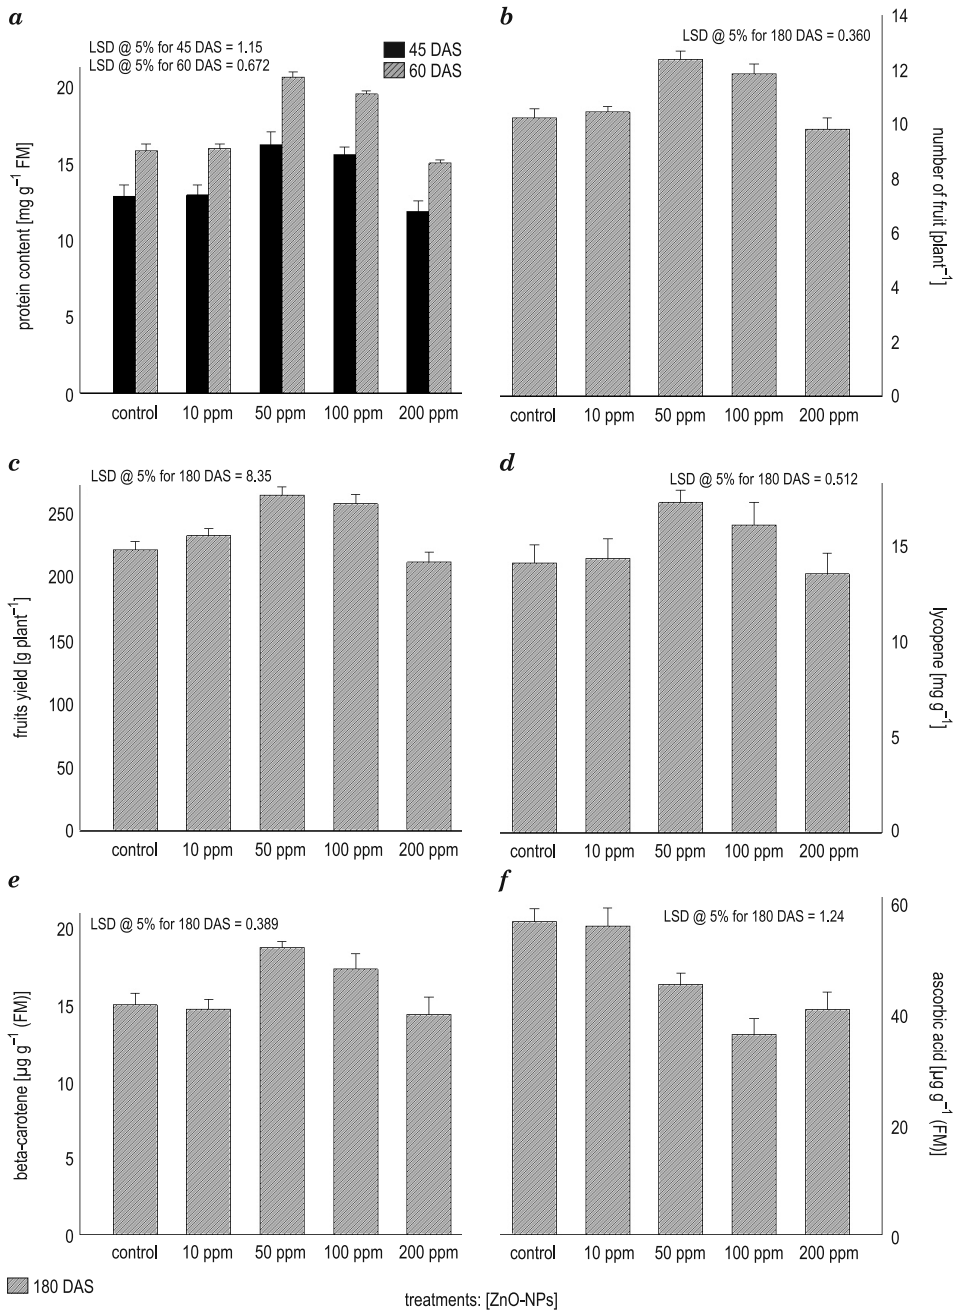 a
LSD @ 5% for 45 DAS = 1.15
LSD @ 5% for 60 DAS = 0.672
45 DAS
60 DAS
protein content [mg g⁻¹ FM]
20
15
10
5
0
control 10 ppm 50 ppm 100 ppm 200 ppm
b
LSD @ 5% for 180 DAS = 0.360
number of fruit [plant⁻¹]
14
12
10
8
6
4
2
0
control 10 ppm 50 ppm 100 ppm 200 ppm
c
LSD @ 5% for 180 DAS = 8.35
fruits yield [g plant⁻¹]
250
200
150
100
50
0
control 10 ppm 50 ppm 100 ppm 200 ppm
d
LSD @ 5% for 180 DAS = 0.512
lycopene [mg g⁻¹]
15
10
5
0
control 10 ppm 50 ppm 100 ppm 200 ppm
e
LSD @ 5% for 180 DAS = 0.389
beta-carotene [µg g⁻¹ (FM)]
20
15
10
5
0
control 10 ppm 50 ppm 100 ppm 200 ppm
f
LSD @ 5% for 180 DAS = 1.24
ascorbic acid [µg g⁻¹ (FM)]
60
40
20
0
control 10 ppm 50 ppm 100 ppm 200 ppm
180 DAS
treatments: [ZnO-NPs]